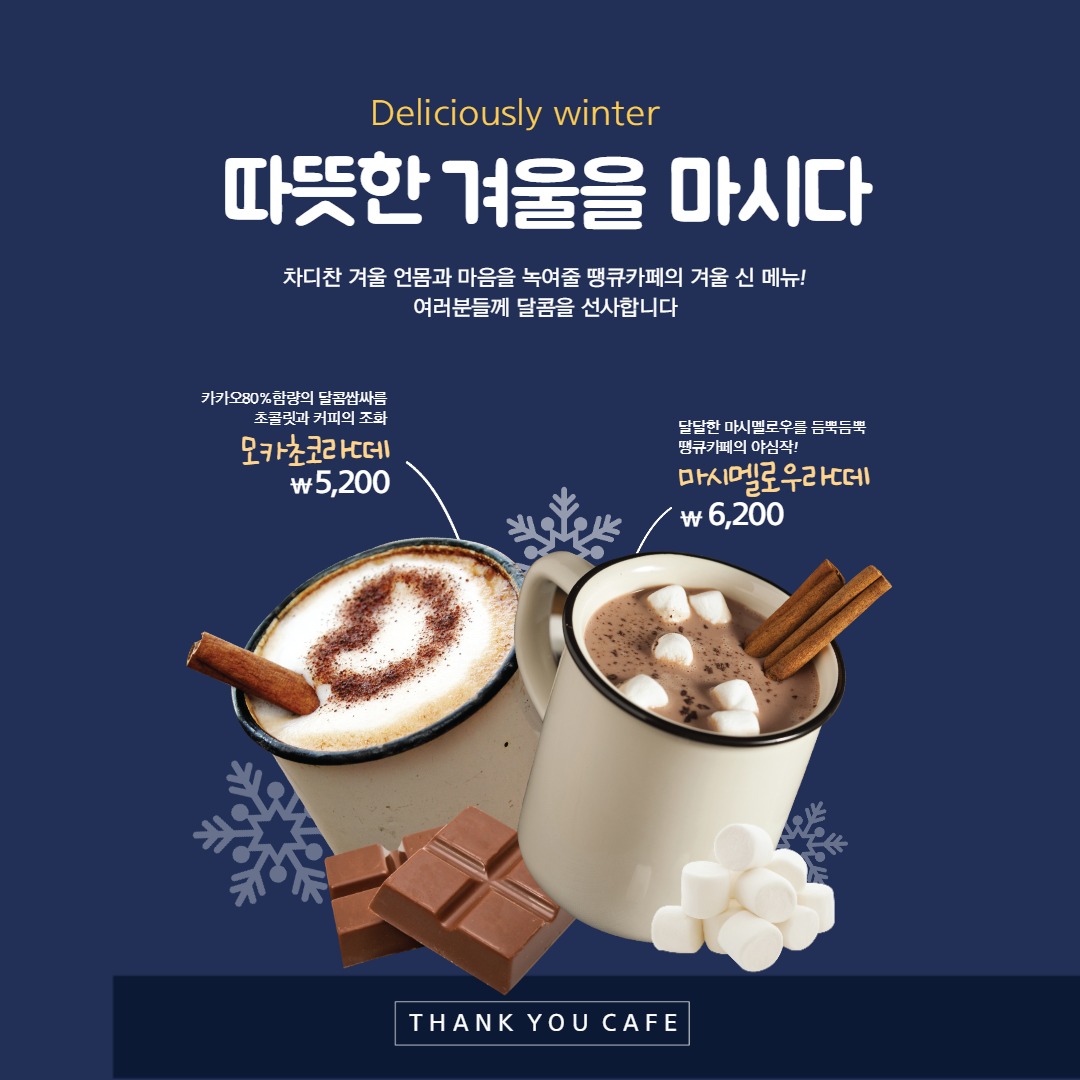 Deliciously winter
따뜻한 겨울을 마시다
차디찬 겨울 언몸과 마음을 녹여줄 땡큐카페의 겨울 신 메뉴!
여러분들께 달콤을 선사합니다
카카오80%함량의 달콤쌉싸름
초콜릿과 커피의 조화
모카초코라떼
₩5,200
달달한 마시멜로우를 듬뿍듬뿍
땡큐카페의 야심작!
마시멜로우라떼
₩ 6,200
THANK YOU CAFE